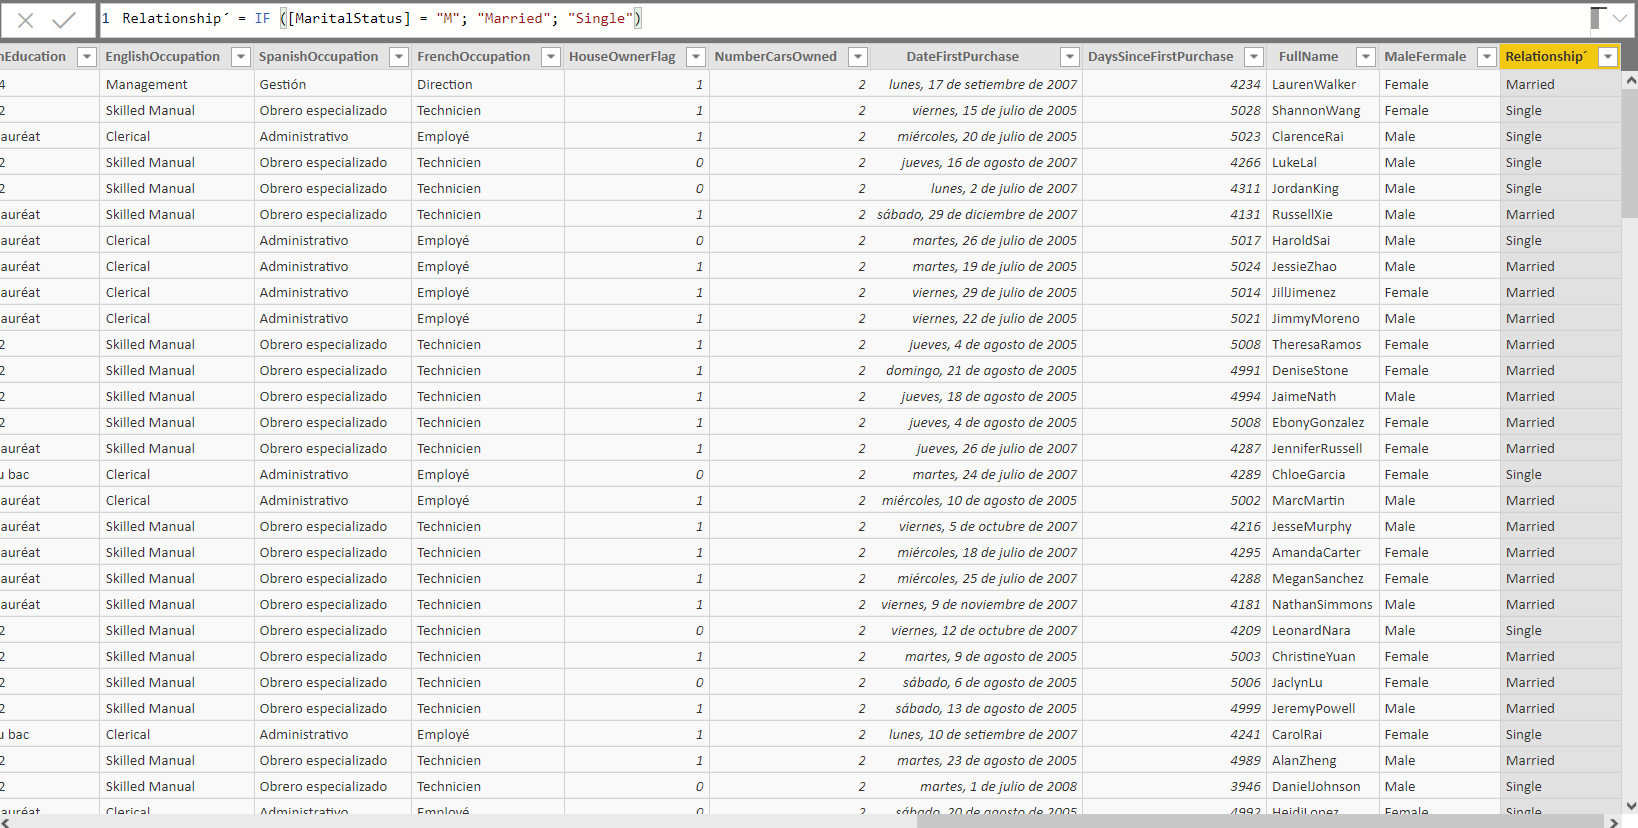 1 Relationship´ = IF ([MaritalStatus] = "M"; "Married"; "Single")
nEducation EnglishOccupation SpanishOccupation FrenchOccupation HouseOwnerFlag NumberCarsOwned DateFirstPurchase DaysSinceFirstPurchase FullName MaleFermale Relationship´
4 Management Gestión Direction 1 2 lunes, 17 de setiembre de 2007 4234 LaurenWalker Female Married
2 Skilled Manual Obrero especializado Technicien 1 2 viernes, 15 de julio de 2005 5028 ShannonWang Female Single
auréat Clerical Administrativo Employé 1 2 miércoles, 20 de julio de 2005 5023 ClarenceRai Male Single
2 Skilled Manual Obrero especializado Technicien 0 2 jueves, 16 de agosto de 2007 4266 LukeLal Male Single
2 Skilled Manual Obrero especializado Technicien 0 2 lunes, 2 de julio de 2007 4311 JordanKing Male Single
auréat Skilled Manual Obrero especializado Technicien 1 2 sábado, 29 de diciembre de 2007 4131 RussellXie Male Married
auréat Clerical Administrativo Employé 0 2 martes, 26 de julio de 2005 5017 HaroldSai Male Single
auréat Clerical Administrativo Employé 1 2 martes, 19 de julio de 2005 5024 JessieZhao Male Married
auréat Clerical Administrativo Employé 1 2 viernes, 29 de julio de 2005 5014 JillJimenez Female Married
auréat Clerical Administrativo Employé 1 2 viernes, 22 de julio de 2005 5021 JimmyMoreno Male Married
2 Skilled Manual Obrero especializado Technicien 1 2 jueves, 4 de agosto de 2005 5008 TheresaRamos Female Married
2 Skilled Manual Obrero especializado Technicien 1 2 domingo, 21 de agosto de 2005 4991 DeniseStone Female Married
2 Skilled Manual Obrero especializado Technicien 1 2 jueves, 18 de agosto de 2005 4994 JaimeNath Male Married
2 Skilled Manual Obrero especializado Technicien 1 2 jueves, 4 de agosto de 2005 5008 EbonyGonzalez Female Married
auréat Skilled Manual Obrero especializado Technicien 1 2 jueves, 26 de julio de 2007 4287 JenniferRussell Female Married
u bac Clerical Administrativo Employé 0 2 martes, 24 de julio de 2007 4289 ChloeGarcia Female Single
auréat Clerical Administrativo Employé 1 2 miércoles, 10 de agosto de 2005 5002 MarcMartin Male Married
auréat Skilled Manual Obrero especializado Technicien 1 2 viernes, 5 de octubre de 2007 4216 JesseMurphy Male Married
auréat Skilled Manual Obrero especializado Technicien 1 2 miércoles, 18 de julio de 2007 4295 AmandaCarter Female Married
auréat Skilled Manual Obrero especializado Technicien 1 2 miércoles, 25 de julio de 2007 4288 MeganSanchez Female Married
auréat Skilled Manual Obrero especializado Technicien 1 2 viernes, 9 de noviembre de 2007 4181 NathanSimmons Male Married
2 Skilled Manual Obrero especializado Technicien 0 2 viernes, 12 de octubre de 2007 4209 LeonardNara Male Single
2 Skilled Manual Obrero especializado Technicien 1 2 martes, 9 de agosto de 2005 5003 ChristineYuan Female Married
2 Skilled Manual Obrero especializado Technicien 0 2 sábado, 6 de agosto de 2005 5006 JaclynLu Female Married
2 Skilled Manual Obrero especializado Technicien 1 2 sábado, 13 de agosto de 2005 4999 JeremyPowell Male Married
u bac Clerical Administrativo Employé 1 2 lunes, 10 de setiembre de 2007 4241 CarolRai Female Single
2 Skilled Manual Obrero especializado Technicien 1 2 martes, 23 de agosto de 2005 4989 AlanZheng Male Married
2 Skilled Manual Obrero especializado Technicien 0 2 martes, 1 de julio de 2008 3946 DanielJohnson Male Single
auréat Clerical Administrativo Employé 0 2 sábado, 20 de agosto de 2005 4992 HeidiLopez Female Single